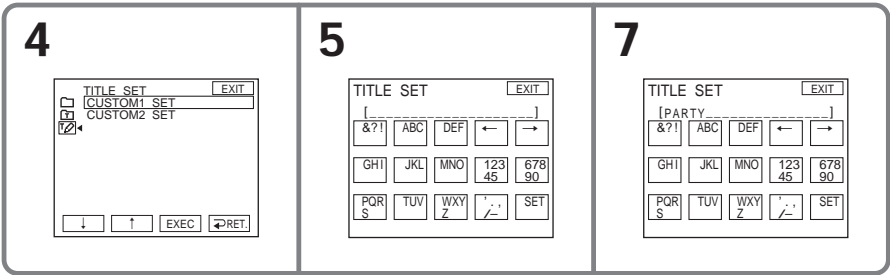 4
TITLE SET EXIT
CUSTOM1 SET
CUSTOM2 SET
↓ ↑ EXEC RET.
5
TITLE SET EXIT
[_____________________]
&?! ABC DEF ← →
GHI JKL MNO 123 45 678 90
PQR S TUV WXY Z ' . , /– SET
7
TITLE SET EXIT
[PARTY________________]
&?! ABC DEF ← →
GHI JKL MNO 123 45 678 90
PQR S TUV WXY Z ' . , /– SET